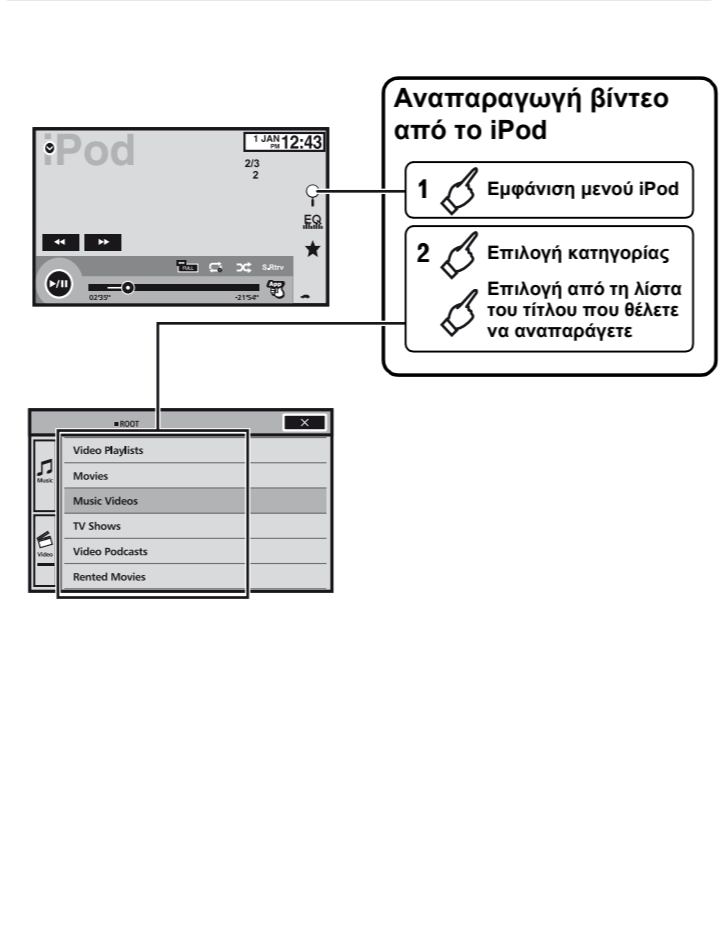 Αναπαραγωγή βίντεο
από το iPod
iPod
1 JAN
PM 12:43
2/3
2
EQ
FULL
S.Rtrv
App
02'39"
-21'54"
1 Εμφάνιση μενού iPod
2 Επιλογή κατηγορίας
Επιλογή από τη λίστα
του τίτλου που θέλετε
να αναπαράγετε
ROOT
Music
Video
Video Playlists
Movies
Music Videos
TV Shows
Video Podcasts
Rented Movies